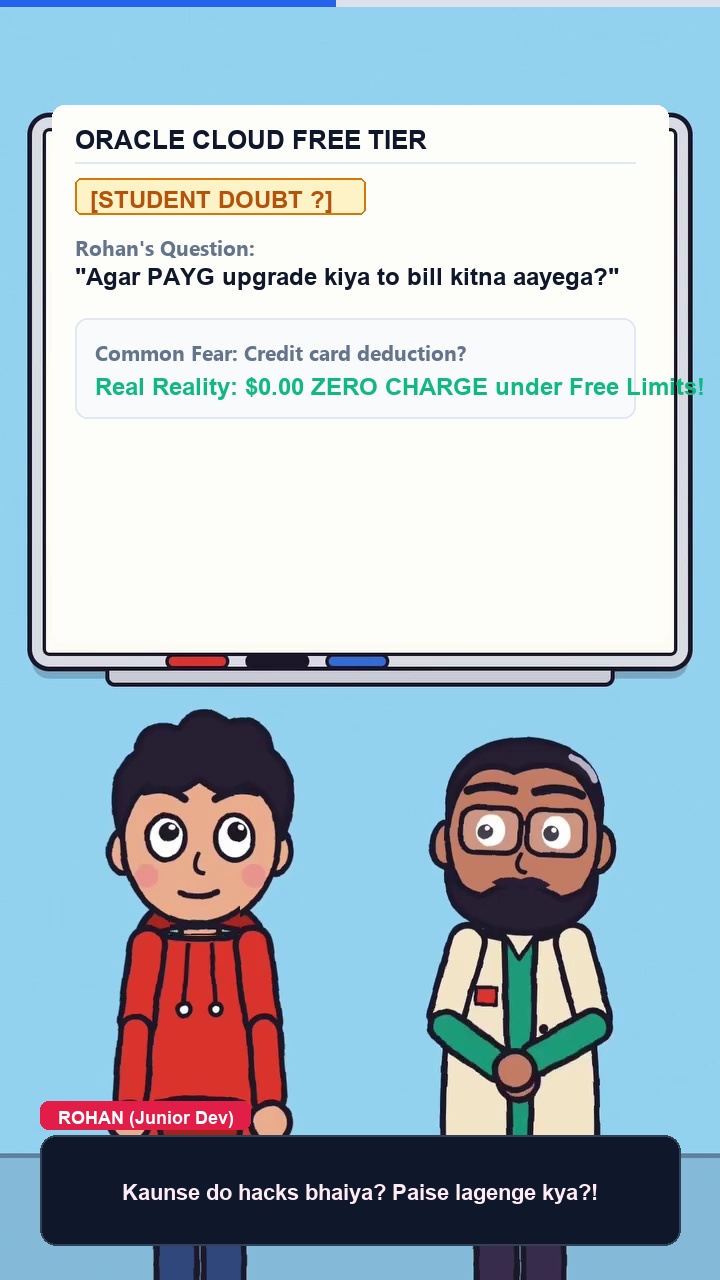 ORACLE CLOUD FREE TIER
[STUDENT DOUBT ?]
Rohan's Question:
"Agar PAYG upgrade kiya to bill kitna aayega?"
Common Fear: Credit card deduction?
Real Reality: $0.00 ZERO CHARGE under Free Limits!
ROHAN (Junior Dev)
Kaunse do hacks bhaiya? Paise lagenge kya?!